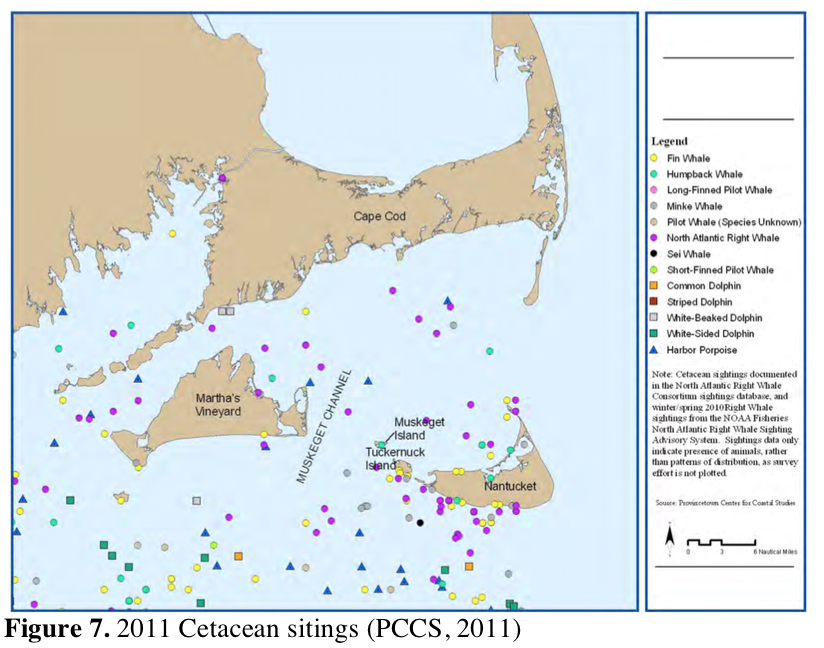 Cape Cod
Martha's
Vineyard
MUSKEGET CHANNEL
Muskeget
Island
Tuckernuck
Island
Nantucket
Legend
Fin Whale
Humpback Whale
Long-Finned Pilot Whale
Minke Whale
Pilot Whale (Species Unknown)
North Atlantic Right Whale
Sei Whale
Short-Finned Pilot Whale
Common Dolphin
Striped Dolphin
White-Beaked Dolphin
White-Sided Dolphin
Harbor Porpoise
Note: Cetacean sightings documented
in the North Atlantic Right Whale
Consortium sightings database, and
winter/spring 2010Right Whale
sightings from the NOAA Fisheries
North Atlantic Right Whale Sighting
Advisory System. Sightings data only
indicate presence of animals, rather
than patterns of distribution, as survey
effort is not plotted.
Source: Provincetown Center for Coastal Studies
0 3 6 Nautical Miles
Figure 7. 2011 Cetacean sitings (PCCS, 2011)